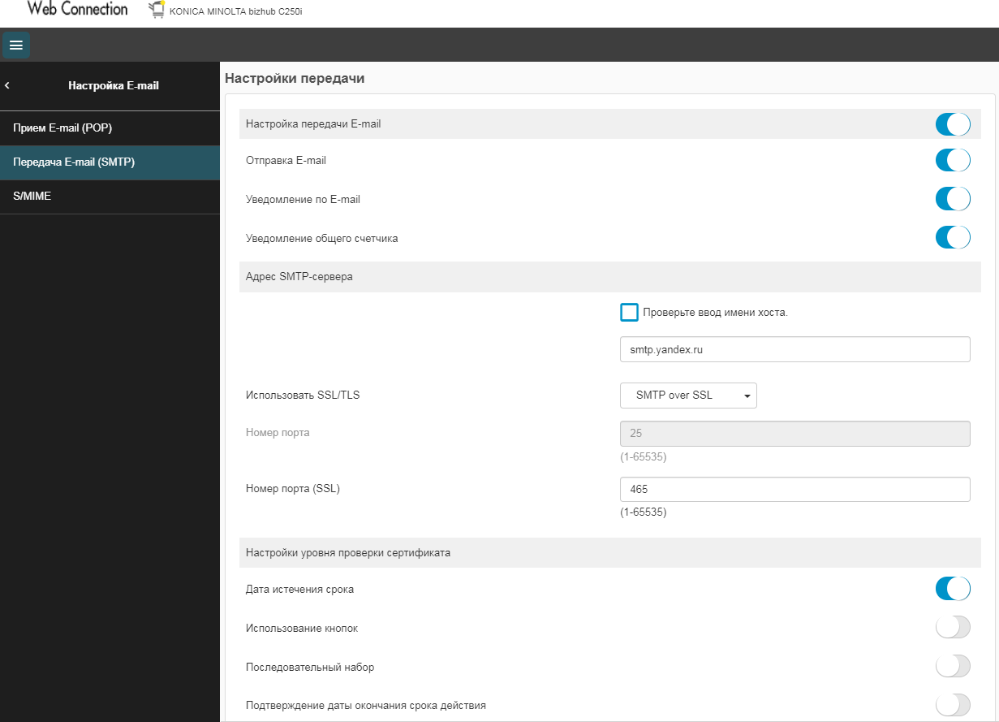 Web Connection
KONICA MINOLTA bizhub C250i
Настройка E-mail
Прием E-mail (POP)
Передача E-mail (SMTP)
S/MIME
Настройки передачи
Настройка передачи E-mail
Отправка E-mail
Уведомление по E-mail
Уведомление общего счетчика
Адрес SMTP-сервера
Проверьте ввод имени хоста.
smtp.yandex.ru
Использовать SSL/TLS
SMTP over SSL
Номер порта
25
(1-65535)
Номер порта (SSL)
465
(1-65535)
Настройки уровня проверки сертификата
Дата истечения срока
Использование кнопок
Последовательный набор
Подтверждение даты окончания срока действия